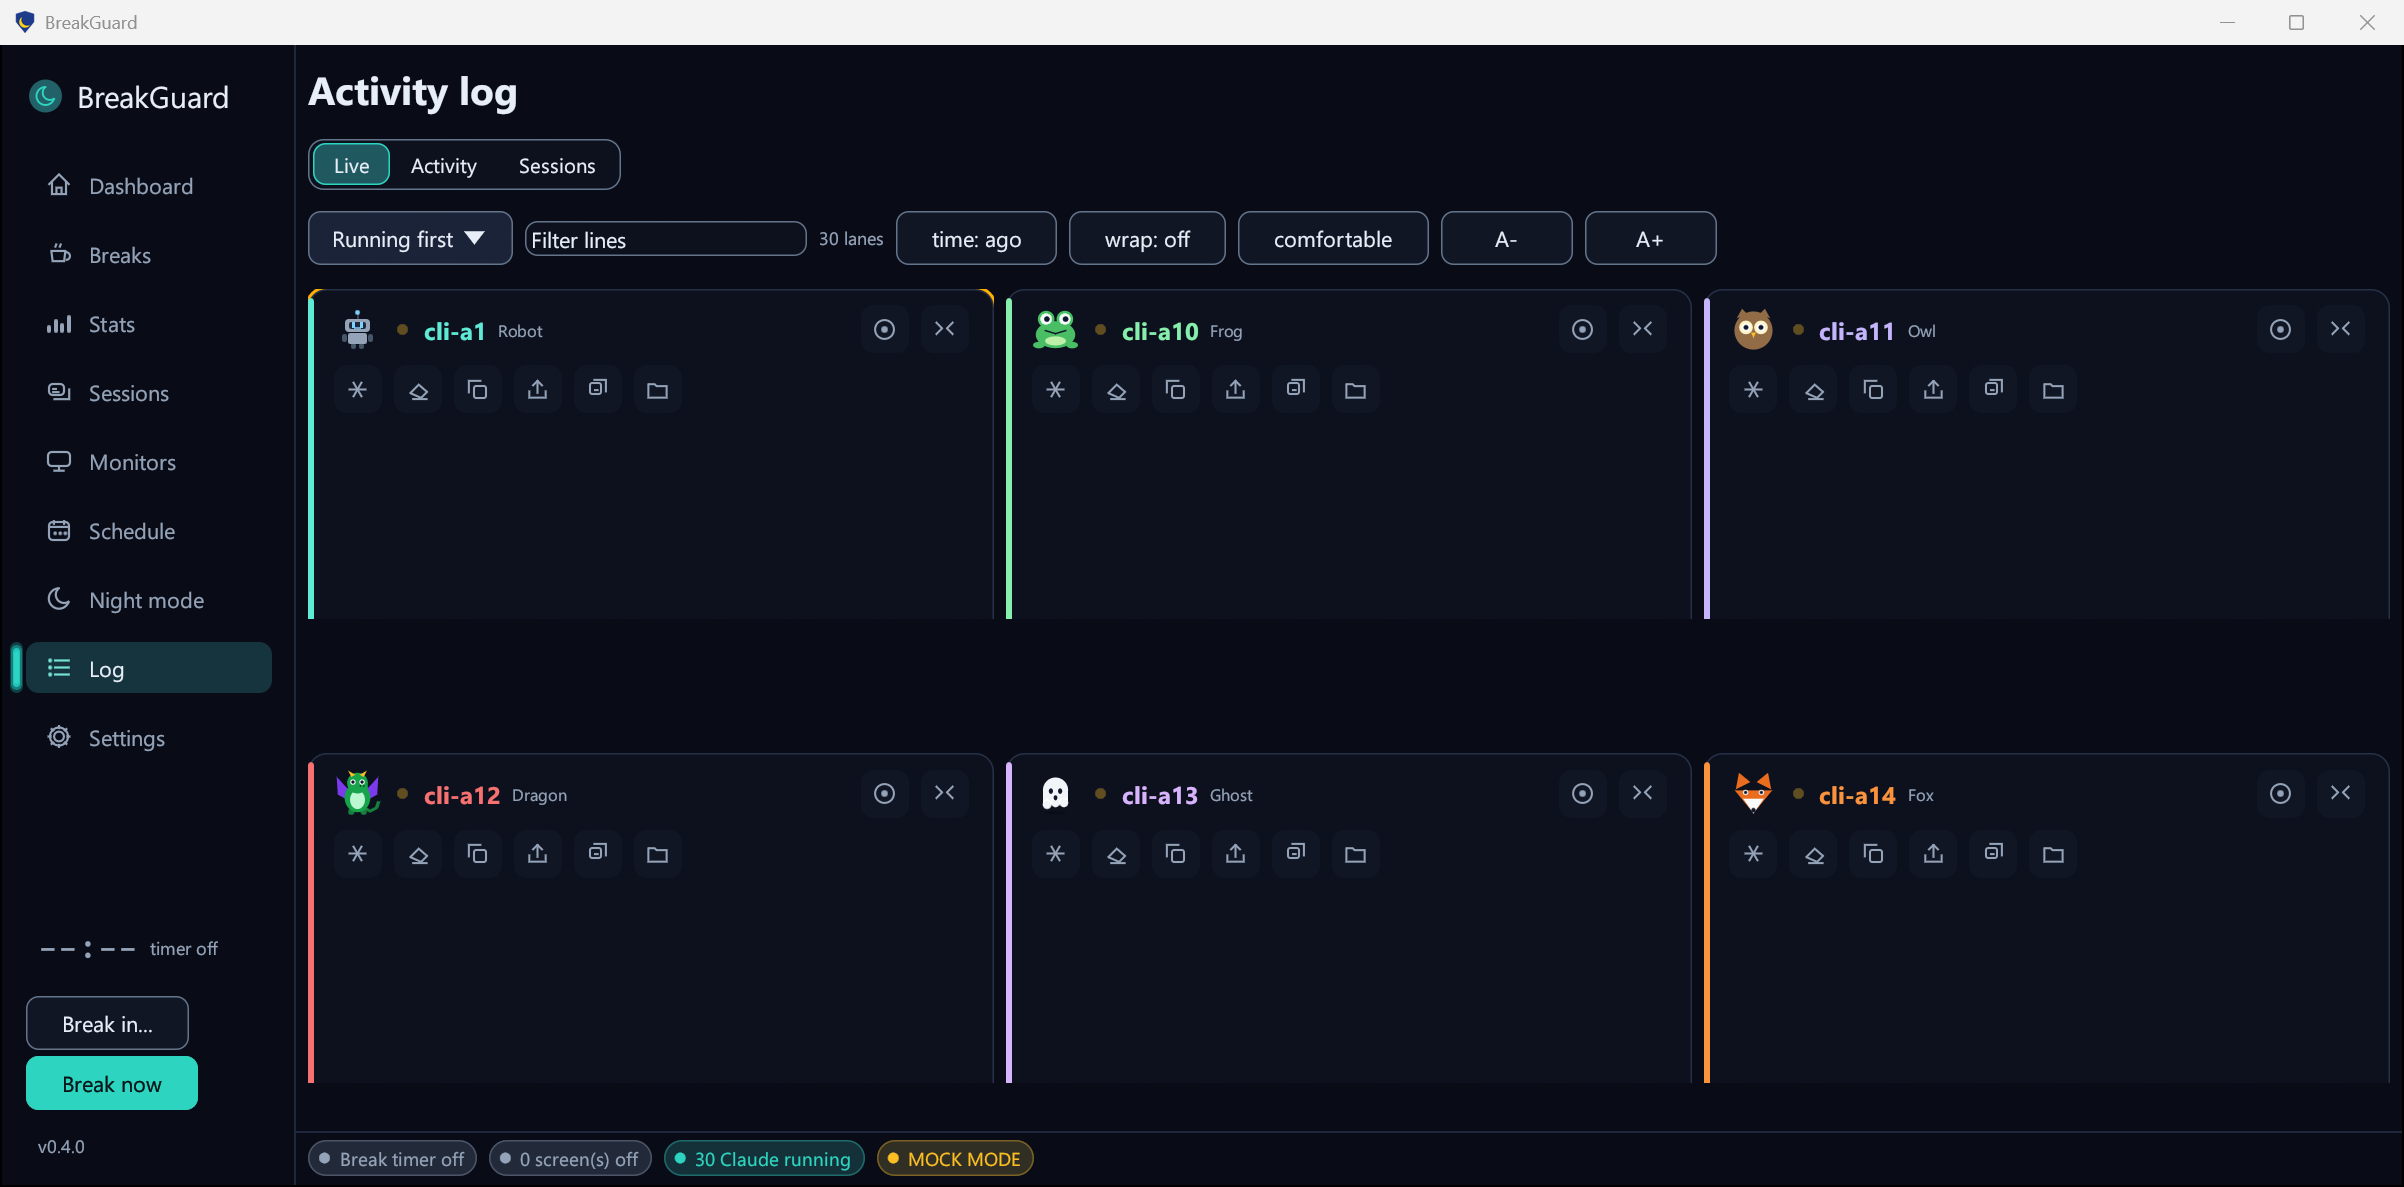 BreakGuard
BreakGuard
Dashboard
Breaks
Stats
Sessions
Monitors
Schedule
Night mode
Log
Settings
--:-- timer off
Break in...
Break now
v0.4.0
Activity log
Live Activity Sessions
Running first Filter lines 30 lanes time: ago wrap: off comfortable A- A+
cli-a1 Robot
cli-a10 Frog
cli-a11 Owl
cli-a12 Dragon
cli-a13 Ghost
cli-a14 Fox
Break timer off 0 screen(s) off 30 Claude running MOCK MODE